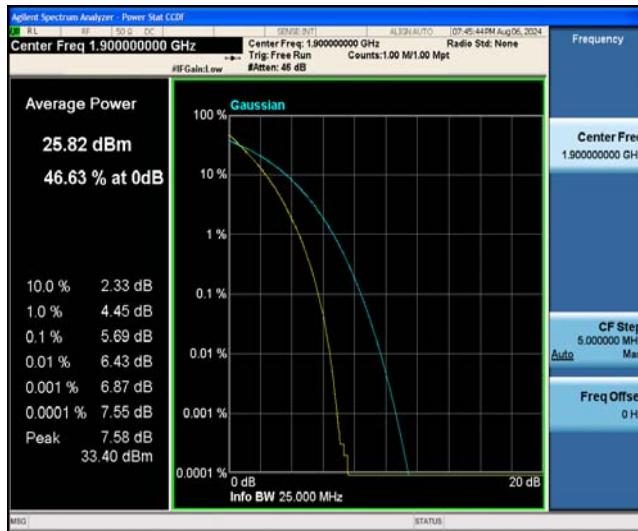 Agilent Spectrum Analyzer - Power Stat CCDF
RL RF 50 Ω DC SENSE:INT ALIGN AUTO 07:45:44 PM Aug 06, 2024
Center Freq 1.900000000 GHz
Center Freq: 1.900000000 GHz Radio Std: None
Trig: Free Run Counts:1.00 M/1.00 Mpt
#IFGain:Low #Atten: 46 dB
Frequency
Average Power
25.82 dBm
46.63 % at 0dB
10.0 % 2.33 dB
1.0 % 4.45 dB
0.1 % 5.69 dB
0.01 % 6.43 dB
0.001 % 6.87 dB
0.0001 % 7.55 dB
Peak 7.58 dB
33.40 dBm
Gaussian
100 %
10 %
1 %
0.1 %
0.01 %
0.001 %
0.0001 %
0 dB 20 dB
Info BW 25.000 MHz
Center Fre
1.900000000 GH
CF Step
5.000000 MH
Auto Ma
Freq Offse
0 H
MSG STATUS